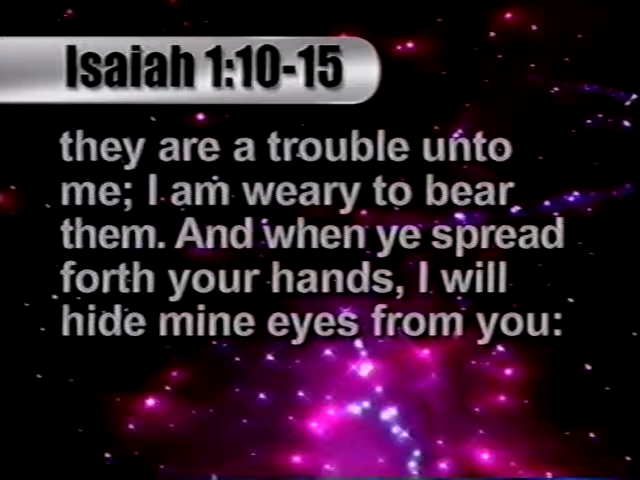 Isaiah 1:10-15
they are a trouble unto
me; I am weary to bear
them. And when ye spread
forth your hands, I will
hide mine eyes from you: